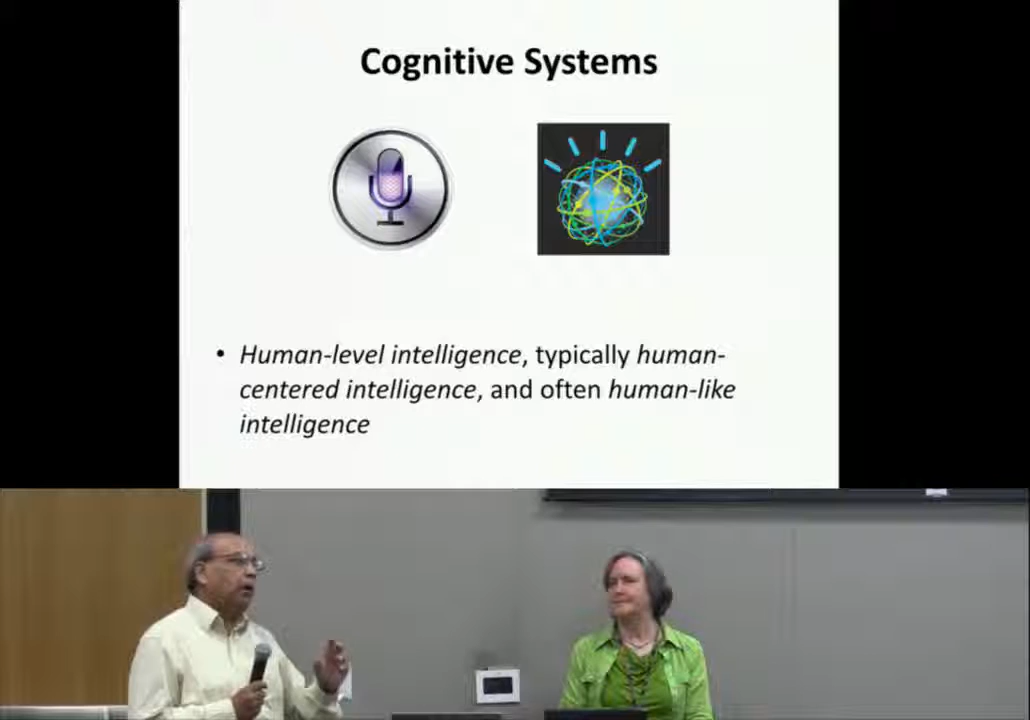 Cognitive Systems
• Human-level intelligence, typically human-
centered intelligence, and often human-like
intelligence